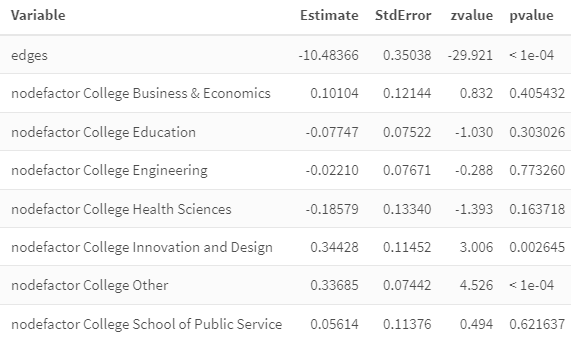 Variable Estimate StdError zvalue pvalue
edges -10.48366 0.35038 -29.921 < 1e-04
nodefactor College Business & Economics 0.10104 0.12144 0.832 0.405432
nodefactor College Education -0.07747 0.07522 -1.030 0.303026
nodefactor College Engineering -0.02210 0.07671 -0.288 0.773260
nodefactor College Health Sciences -0.18579 0.13340 -1.393 0.163718
nodefactor College Innovation and Design 0.34428 0.11452 3.006 0.002645
nodefactor College Other 0.33685 0.07442 4.526 < 1e-04
nodefactor College School of Public Service 0.05614 0.11376 0.494 0.621637